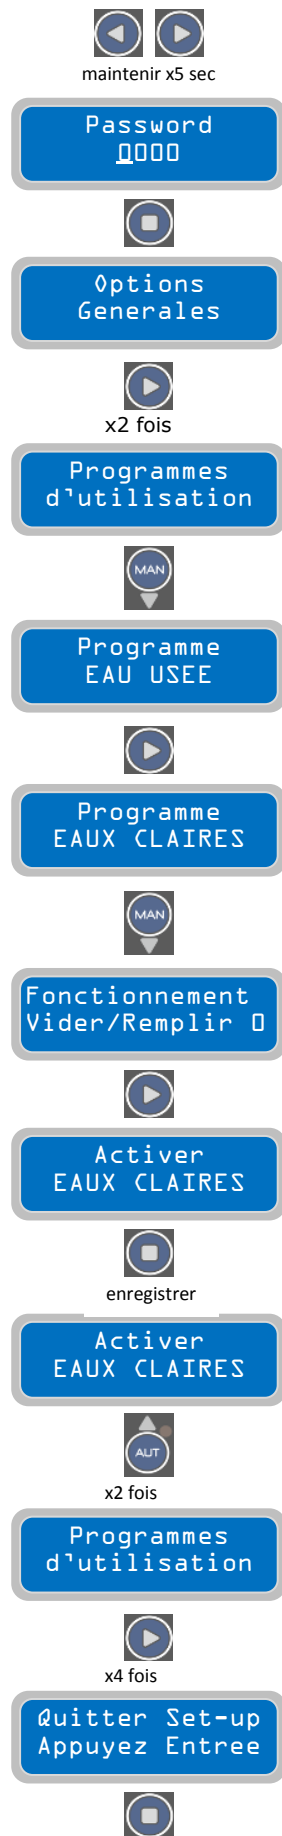 maintenir x5 sec
Password
0000
Options
Generales
x2 fois
Programmes
d'utilisation
MAN
Programme
EAU USEE
Programme
EAUX CLAIRES
MAN
Fonctionnement
Vider/Remplir 0
Activer
EAUX CLAIRES
enregistrer
Activer
EAUX CLAIRES
AUT
x2 fois
Programmes
d'utilisation
x4 fois
Quitter Set-up
Appuyez Entree